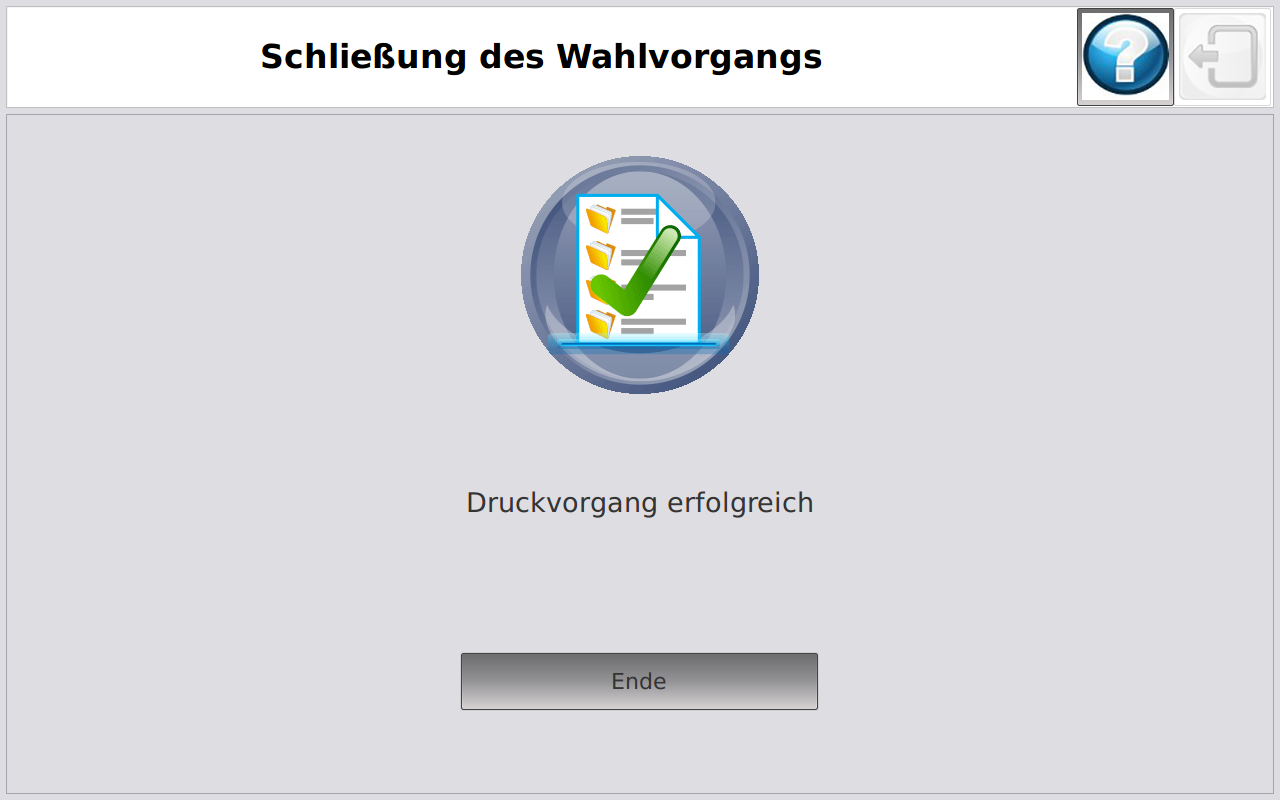 Schließung des Wahlvorgangs
Druckvorgang erfolgreich
Ende